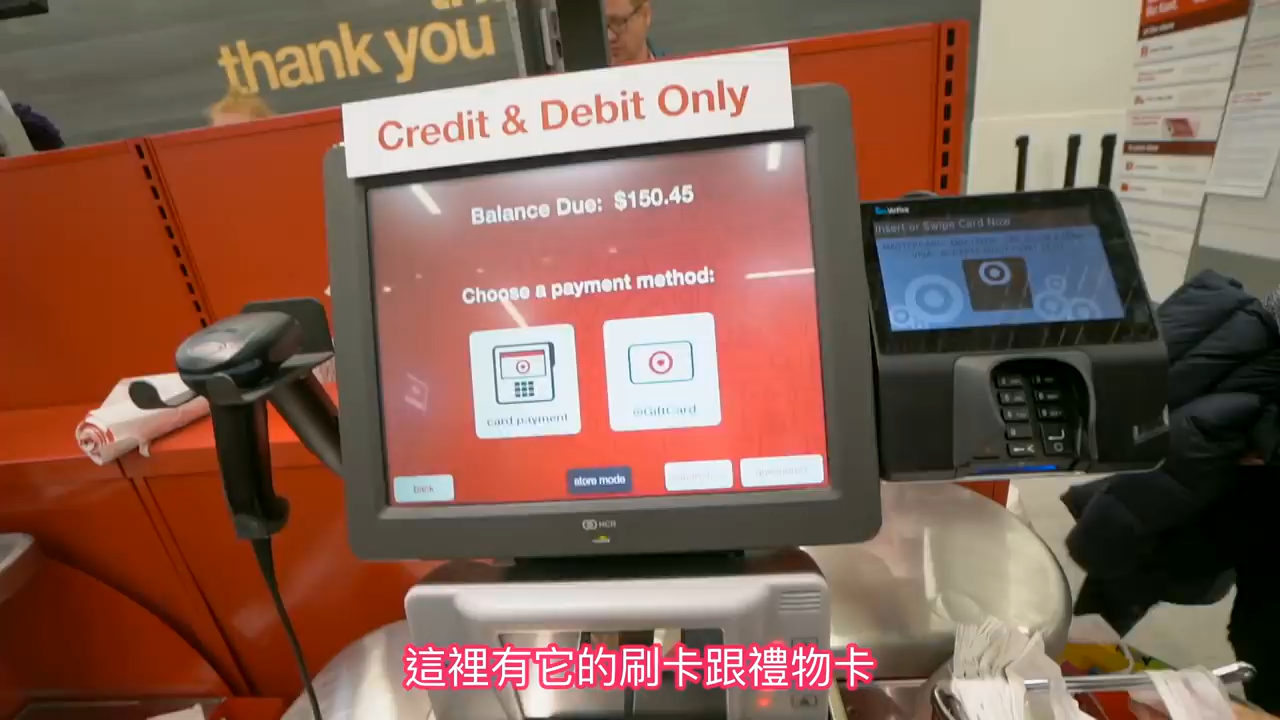 thank you
Credit & Debit Only
Balance Due: $150.45
Choose a payment method:
card payment
eGiftCard
back
store mode
NCR
Verifone
Insert or Swipe Card Now
這裡有它的刷卡跟禮物卡